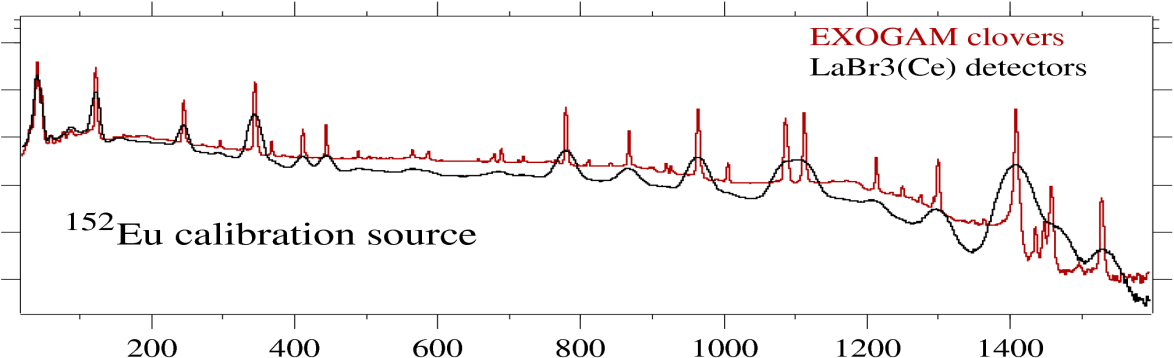 EXOGAM clovers
LaBr3(Ce) detectors
152Eu calibration source
200 400 600 800 1000 1200 1400